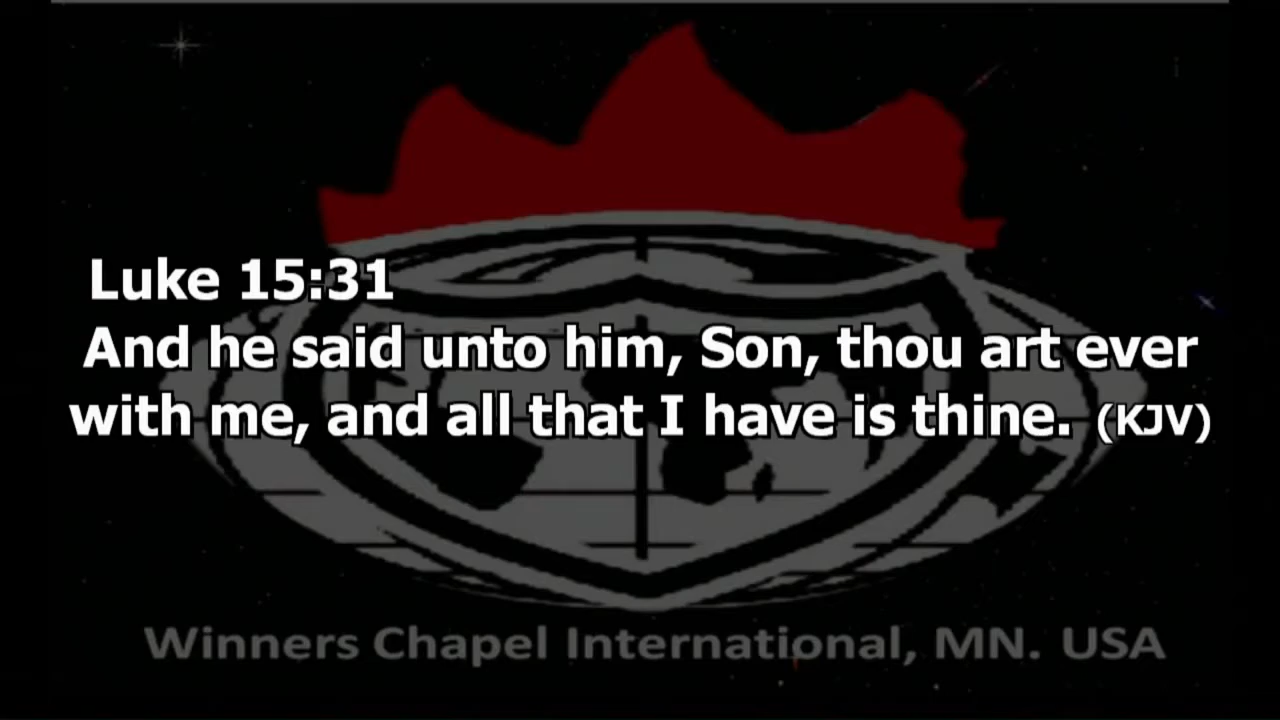 Luke 15:31
And he said unto him, Son, thou art ever
with me, and all that I have is thine. (KJV)
Winners Chapel International, MN. USA